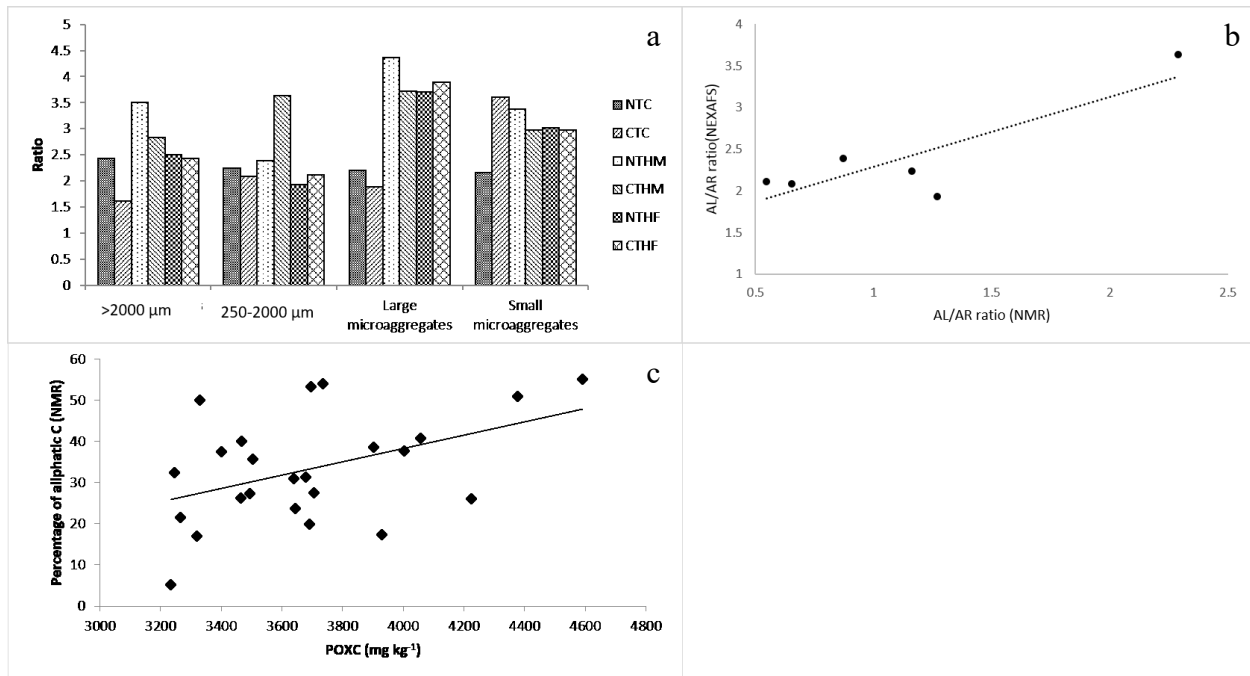 a
5
4.5
4
3.5
3
2.5
2
1.5
1
0.5
0
Ratio
>2000 µm
250-2000 µm
Large
microaggregates
Small
microaggregates
NTC
CTC
NTHM
CTHM
NTHF
CTHF
b
4
3.5
3
2.5
2
1.5
1
AL/AR ratio(NEXAFS)
0.5
1
1.5
2
2.5
AL/AR ratio (NMR)
c
60
50
40
30
20
10
0
Percentage of aliphatic C (NMR)
3000
3200
3400
3600
3800
4000
4200
4400
4600
4800
POXC (mg kg⁻¹)